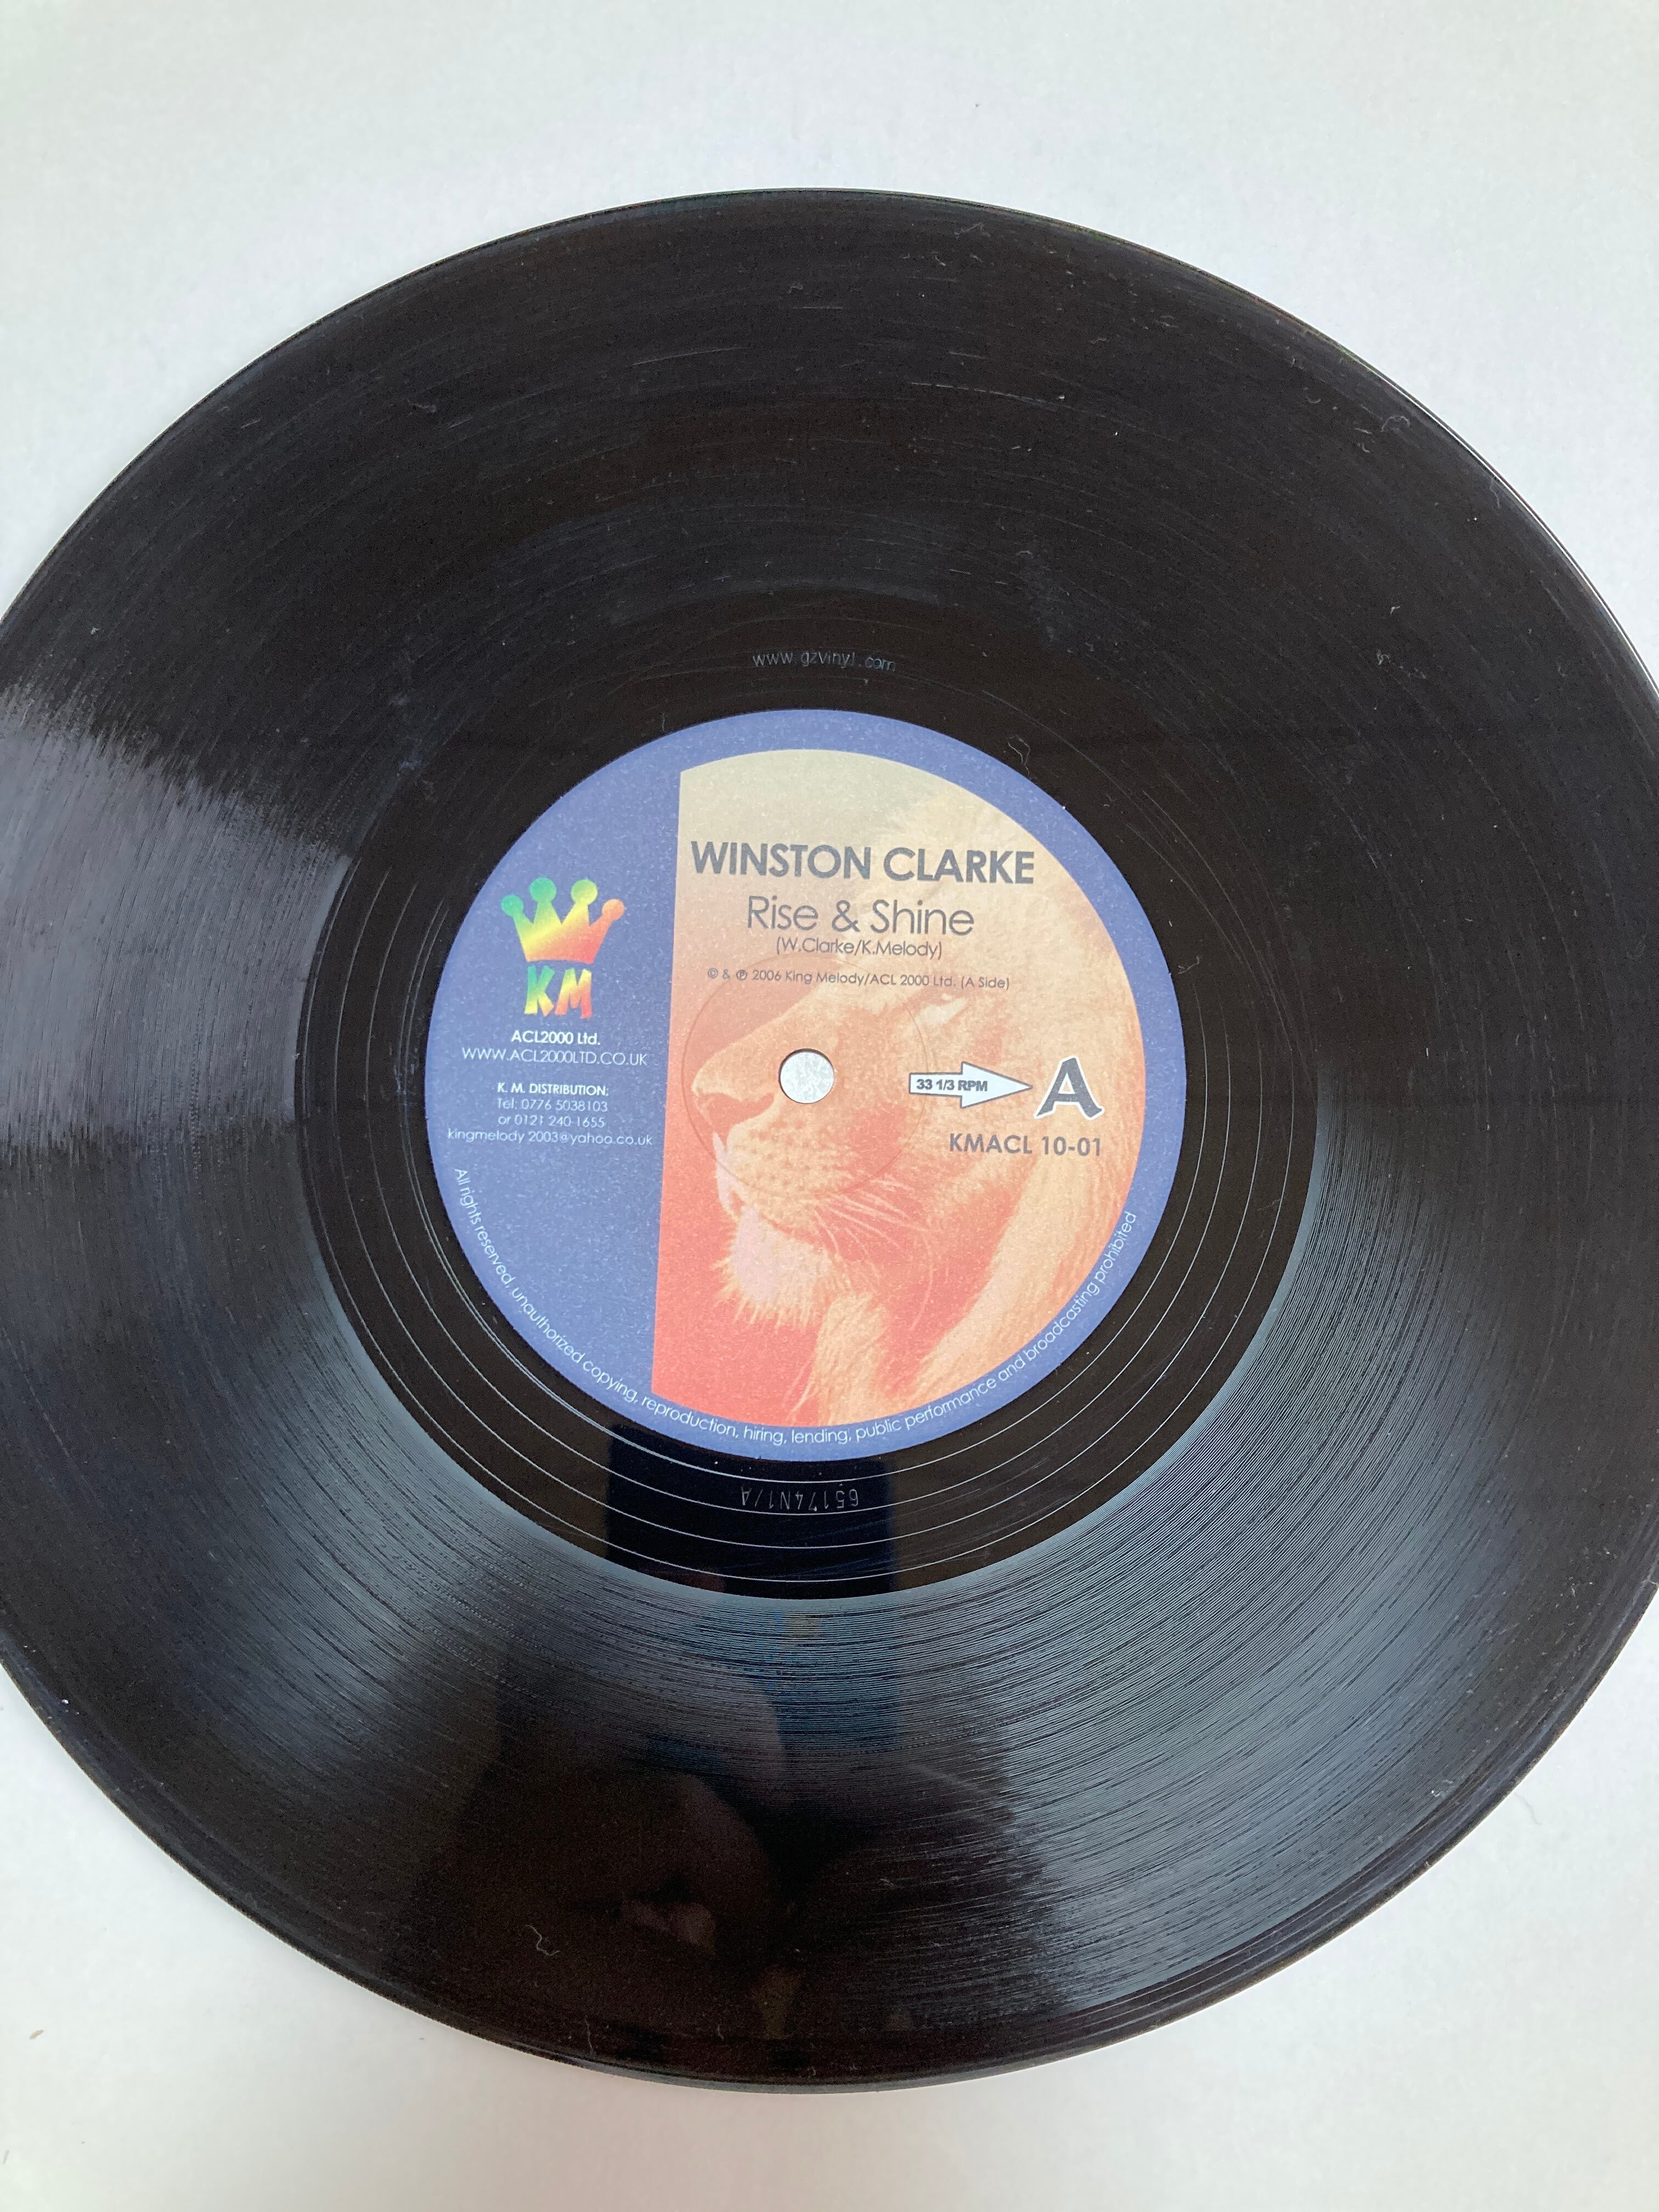 www.gzvinyl.com
WINSTON CLARKE
Rise & Shine
(W.Clarke/K.Melody)
© & ℗ 2006 King Melody/ACL 2000 Ltd. (A Side)
KM
ACL2000 Ltd.
WWW.ACL2000LTD.CO.UK
K. M. DISTRIBUTION:
Tel: 0776 5038103
or 0121 240 1655
kingmelody 2003@yahoo.co.uk
33 1/3 RPM
A
KMACL 10-01
All rights reserved, unauthorized copying, reproduction, hiring, lending, public performance and broadcasting prohibited
65174N1/A